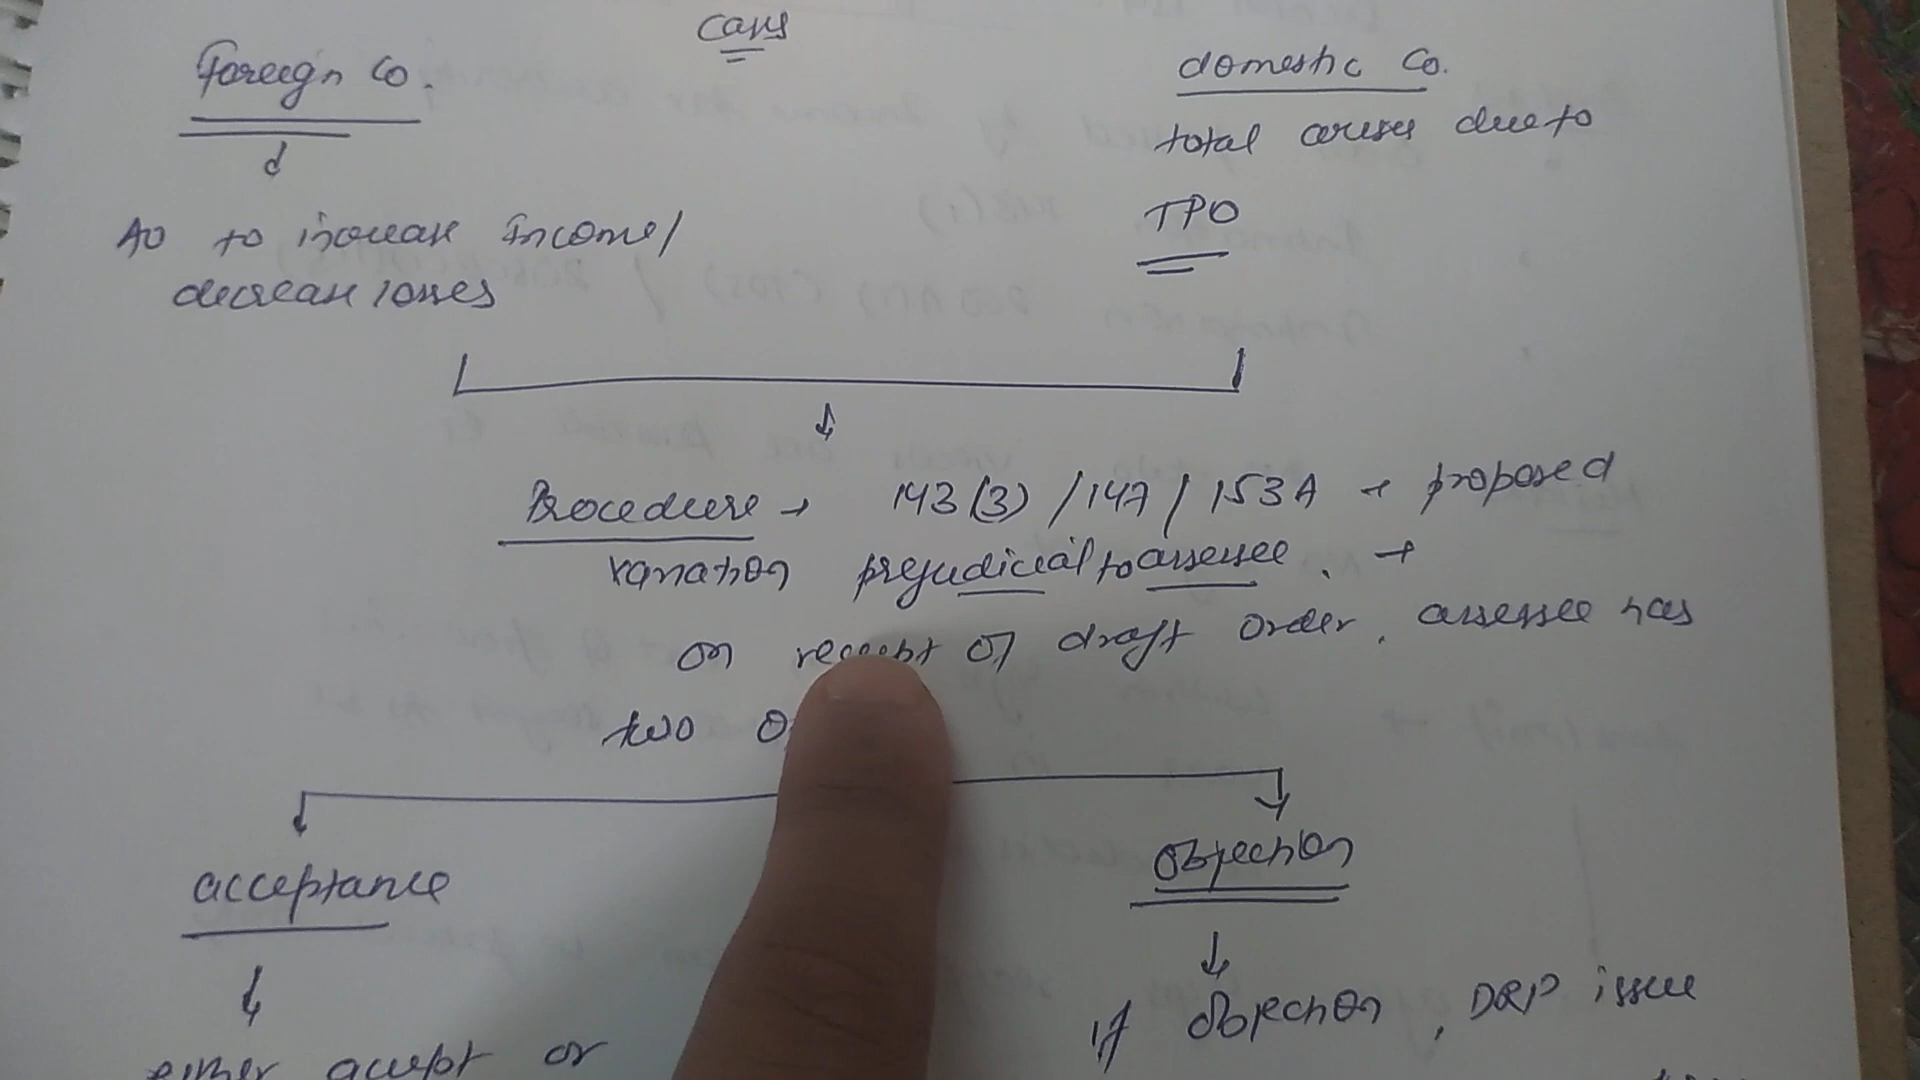 Cases
Foreign Co.
domestic Co.
total arises due to
TPO
AO to increase Income/
decrease losses
Procedure → 143(3) / 147 / 153A → proposed
variation prejudicial to assessee. →
on receipt of draft order, assessee has
two
acceptance
Objection
either accept or
if objection, DRP issue